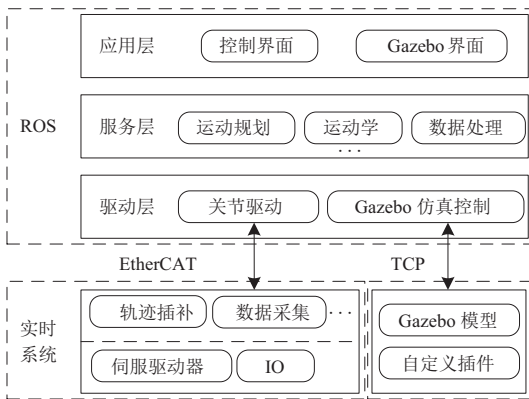 应用层 控制界面 Gazebo 界面
ROS 服务层 运动规划 运动学 数据处理
···
驱动层 关节驱动 Gazebo 仿真控制
EtherCAT TCP
轨迹插补 数据采集 ···
Gazebo 模型
实时
系统
伺服驱动器 IO
自定义插件